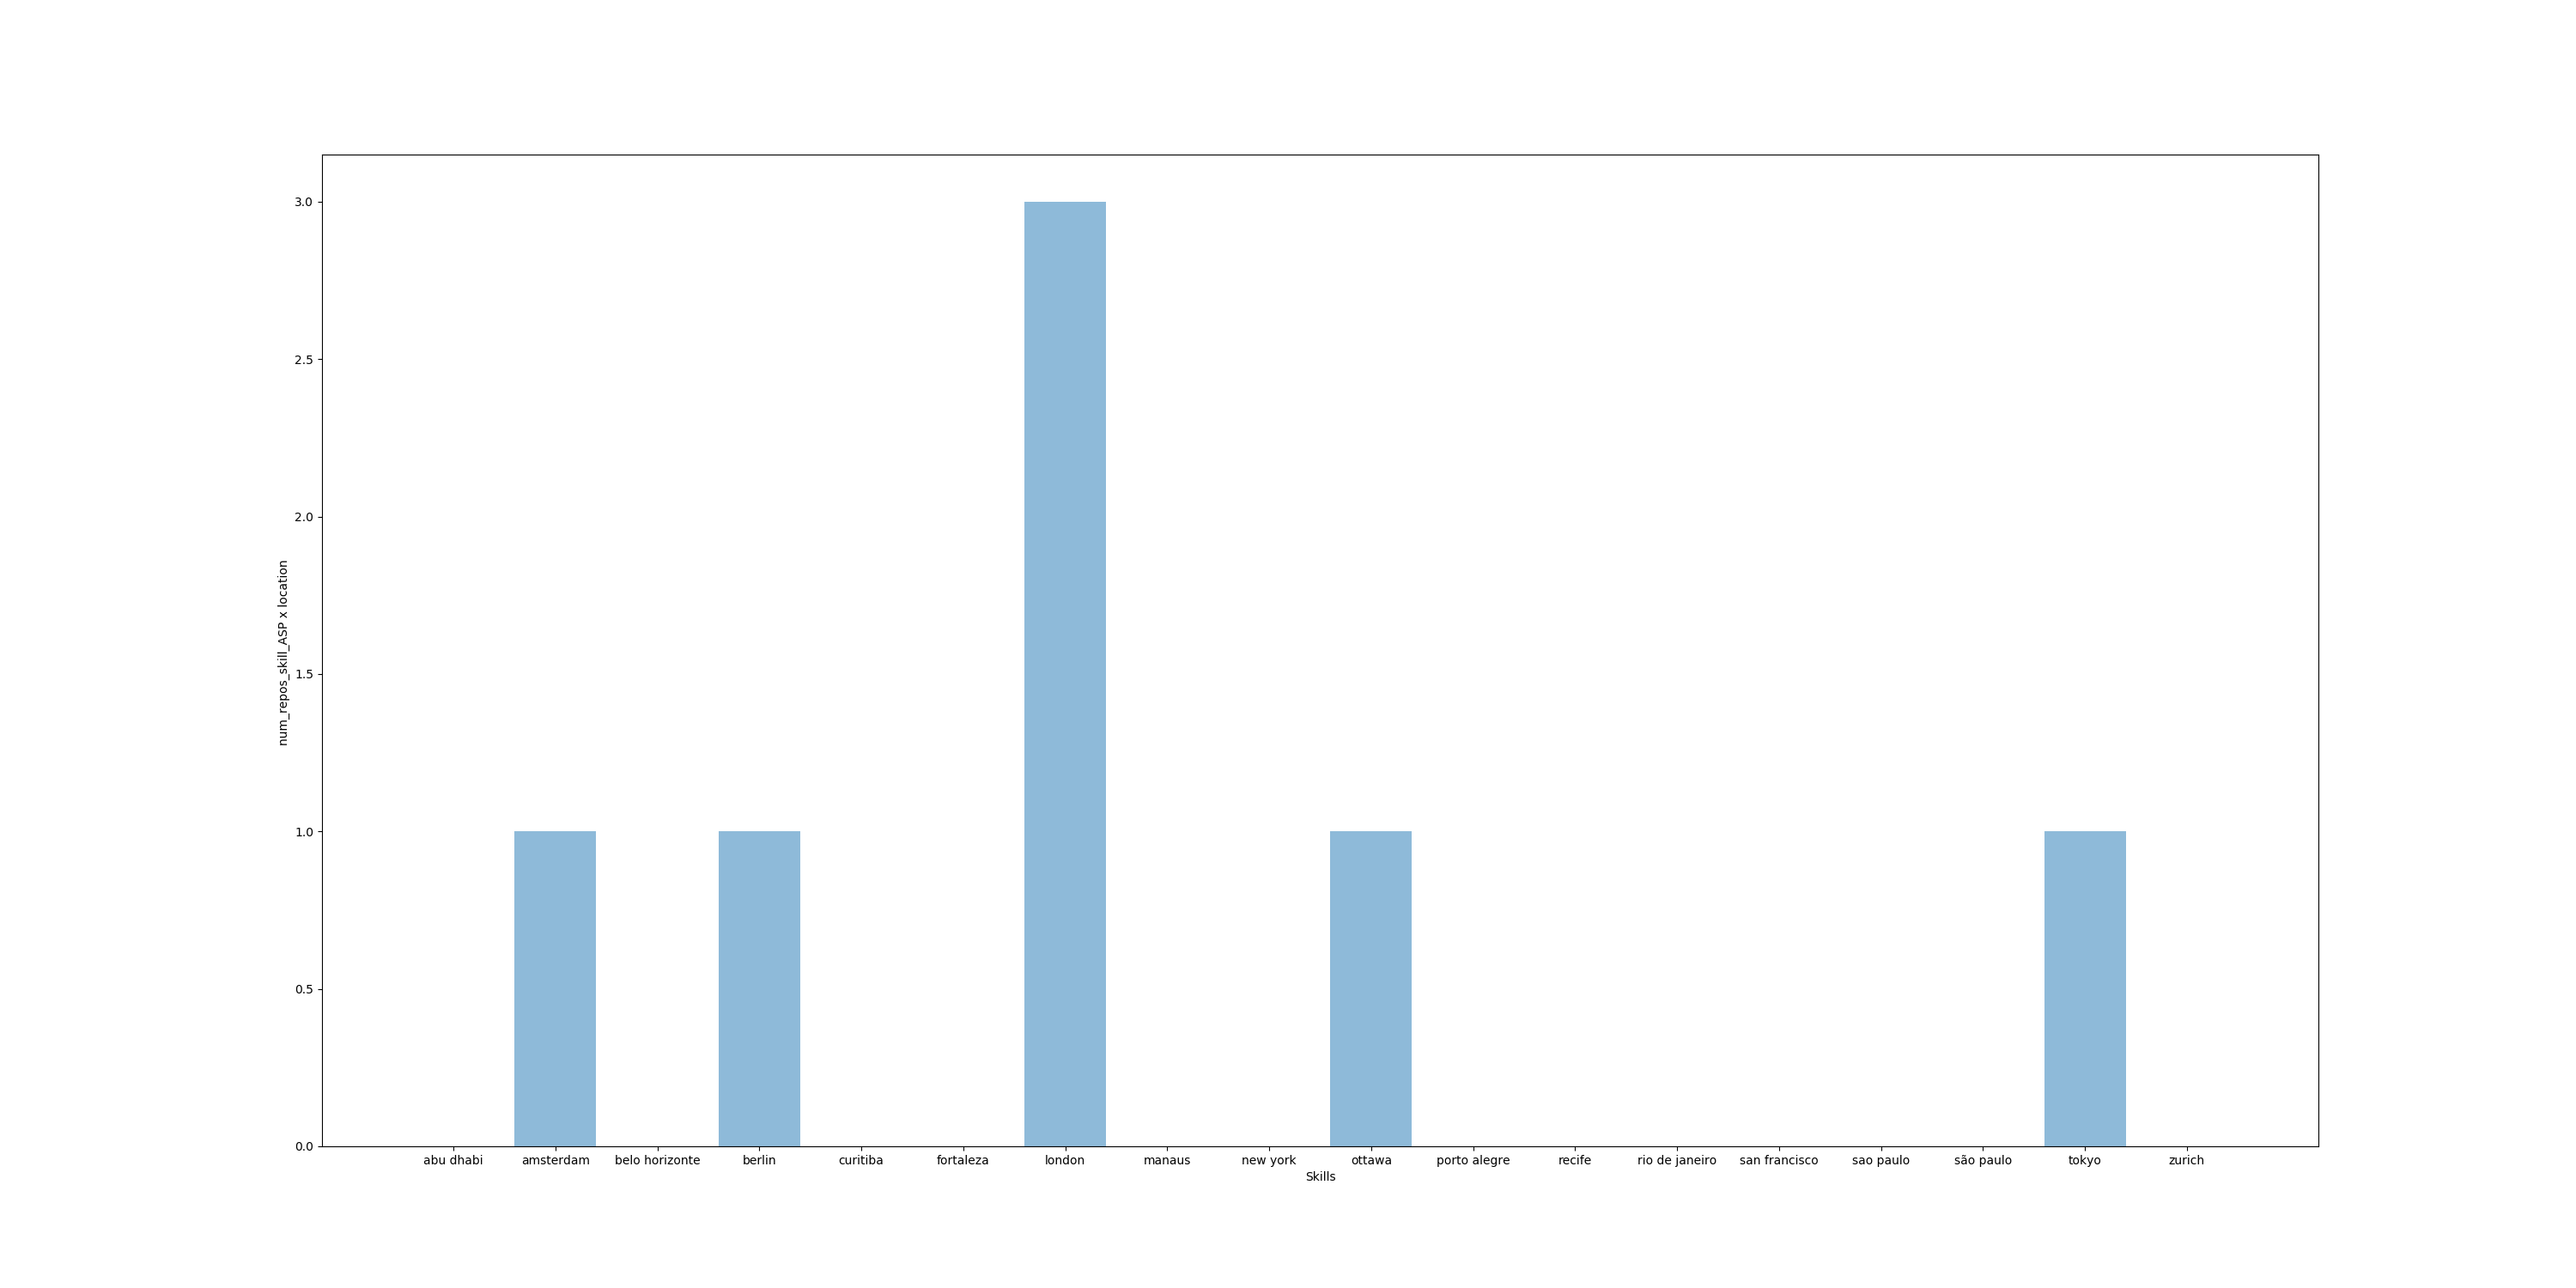 3.0
2.5
2.0
1.5
1.0
0.5
0.0
num_repos_skill_ASP x location
abu dhabi amsterdam belo horizonte berlin curitiba fortaleza london manaus new york ottawa porto alegre recife rio de janeiro san francisco sao paulo são paulo tokyo zurich
Skills